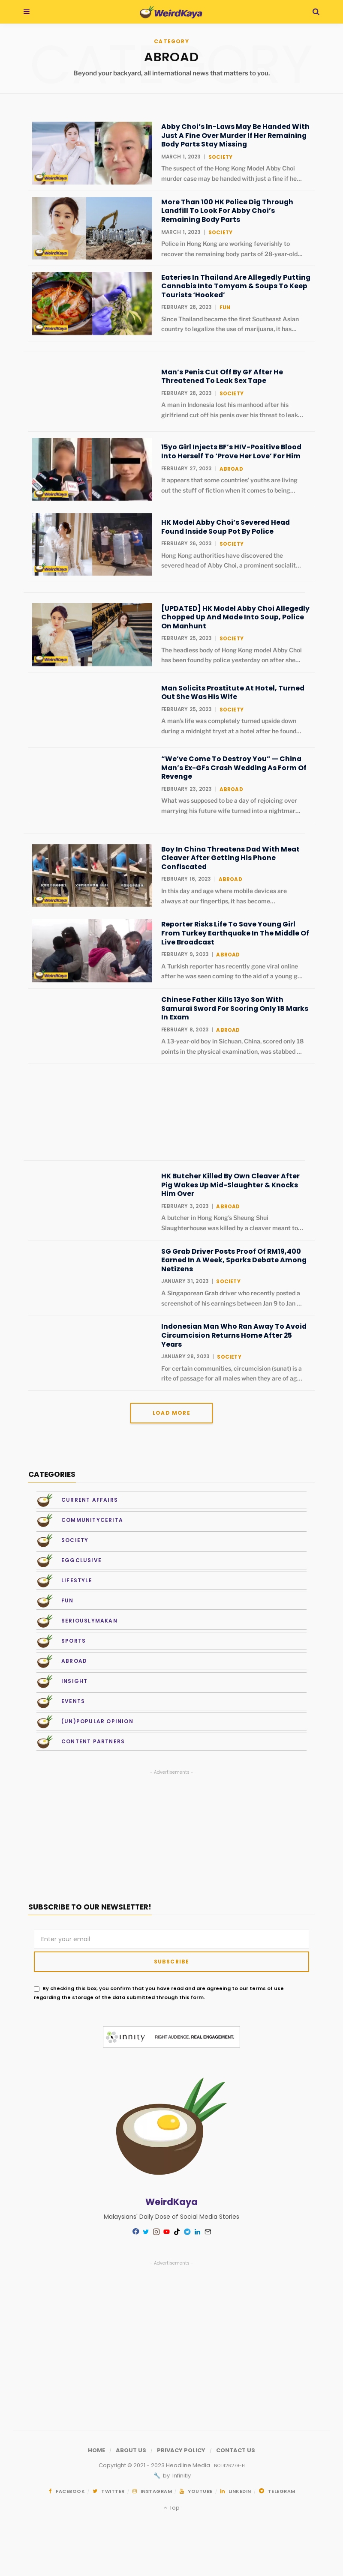 WeirdKaya
CATEGORY
CATEGORY
ABROAD
Beyond your backyard, all international news that matters to you.
Abby Choi's In-Laws May Be Handed With
Just A Fine Over Murder If Her Remaining
Body Parts Stay Missing
MARCH 1, 2023 | SOCIETY
The suspect of the Hong Kong Model Abby Choi
murder case may be handed with just a fine if he…
WeirdKaya
More Than 100 HK Police Dig Through
Landfill To Look For Abby Choi's
Remaining Body Parts
MARCH 1, 2023 | SOCIETY
Police in Hong Kong are working feverishly to
recover the remaining body parts of 28-year-old…
WeirdKaya
Eateries In Thailand Are Allegedly Putting
Cannabis Into Tomyam & Soups To Keep
Tourists 'Hooked'
FEBRUARY 28, 2023 | FUN
Since Thailand became the first Southeast Asian
country to legalize the use of marijuana, it has…
WeirdKaya
Man's Penis Cut Off By GF After He
Threatened To Leak Sex Tape
FEBRUARY 28, 2023 | SOCIETY
A man in Indonesia lost his manhood after his
girlfriend cut off his penis over his threat to leak…
15yo Girl Injects BF's HIV-Positive Blood
Into Herself To 'Prove Her Love' For Him
FEBRUARY 27, 2023 | ABROAD
It appears that some countries' youths are living
out the stuff of fiction when it comes to being…
WeirdKaya
HK Model Abby Choi's Severed Head
Found Inside Soup Pot By Police
FEBRUARY 26, 2023 | SOCIETY
Hong Kong authorities have discovered the
severed head of Abby Choi, a prominent socialit…
WeirdKaya
[UPDATED] HK Model Abby Choi Allegedly
Chopped Up And Made Into Soup, Police
On Manhunt
FEBRUARY 25, 2023 | SOCIETY
The headless body of Hong Kong model Abby Choi
has been found by police yesterday on after she…
WeirdKaya
Man Solicits Prostitute At Hotel, Turned
Out She Was His Wife
FEBRUARY 25, 2023 | SOCIETY
A man's life was completely turned upside down
during a midnight tryst at a hotel after he found…
"We've Come To Destroy You" — China
Man's Ex-GFs Crash Wedding As Form Of
Revenge
FEBRUARY 23, 2023 | ABROAD
What was supposed to be a day of rejoicing over
marrying his future wife turned into a nightmar…
Boy In China Threatens Dad With Meat
Cleaver After Getting His Phone
Confiscated
FEBRUARY 16, 2023 | ABROAD
In this day and age where mobile devices are
always at our fingertips, it has become…
WeirdKaya
Reporter Risks Life To Save Young Girl
From Turkey Earthquake In The Middle Of
Live Broadcast
FEBRUARY 9, 2023 | ABROAD
A Turkish reporter has recently gone viral online
after he was seen coming to the aid of a young g…
WeirdKaya
Chinese Father Kills 13yo Son With
Samurai Sword For Scoring Only 18 Marks
In Exam
FEBRUARY 8, 2023 | ABROAD
A 13-year-old boy in Sichuan, China, scored only 18
points in the physical examination, was stabbed …
HK Butcher Killed By Own Cleaver After
Pig Wakes Up Mid-Slaughter & Knocks
Him Over
FEBRUARY 3, 2023 | ABROAD
A butcher in Hong Kong's Sheung Shui
Slaughterhouse was killed by a cleaver meant to…
SG Grab Driver Posts Proof Of RM19,400
Earned In A Week, Sparks Debate Among
Netizens
JANUARY 31, 2023 | SOCIETY
A Singaporean Grab driver who recently posted a
screenshot of his earnings between Jan 9 to Jan …
Indonesian Man Who Ran Away To Avoid
Circumcision Returns Home After 25
Years
JANUARY 28, 2023 | SOCIETY
For certain communities, circumcision (sunat) is a
rite of passage for all males when they are of ag…
LOAD MORE
CATEGORIES
CURRENT AFFAIRS
COMMUNITYCERITA
SOCIETY
EGGCLUSIVE
LIFESTYLE
FUN
SERIOUSLYMAKAN
SPORTS
ABROAD
INSIGHT
EVENTS
(UN)POPULAR OPINION
CONTENT PARTNERS
- Advertisements -
SUBSCRIBE TO OUR NEWSLETTER!
Enter your email
SUBSCRIBE
By checking this box, you confirm that you have read and are agreeing to our terms of use
regarding the storage of the data submitted through this form.
innity RIGHT AUDIENCE. REAL ENGAGEMENT.
WeirdKaya
Malaysians' Daily Dose of Social Media Stories
- Advertisements -
HOME / ABOUT US / PRIVACY POLICY / CONTACT US
Copyright © 2021 - 2023 Headline Media
by Infinity
FACEBOOK TWITTER INSTAGRAM YOUTUBE LINKEDIN TELEGRAM
Top